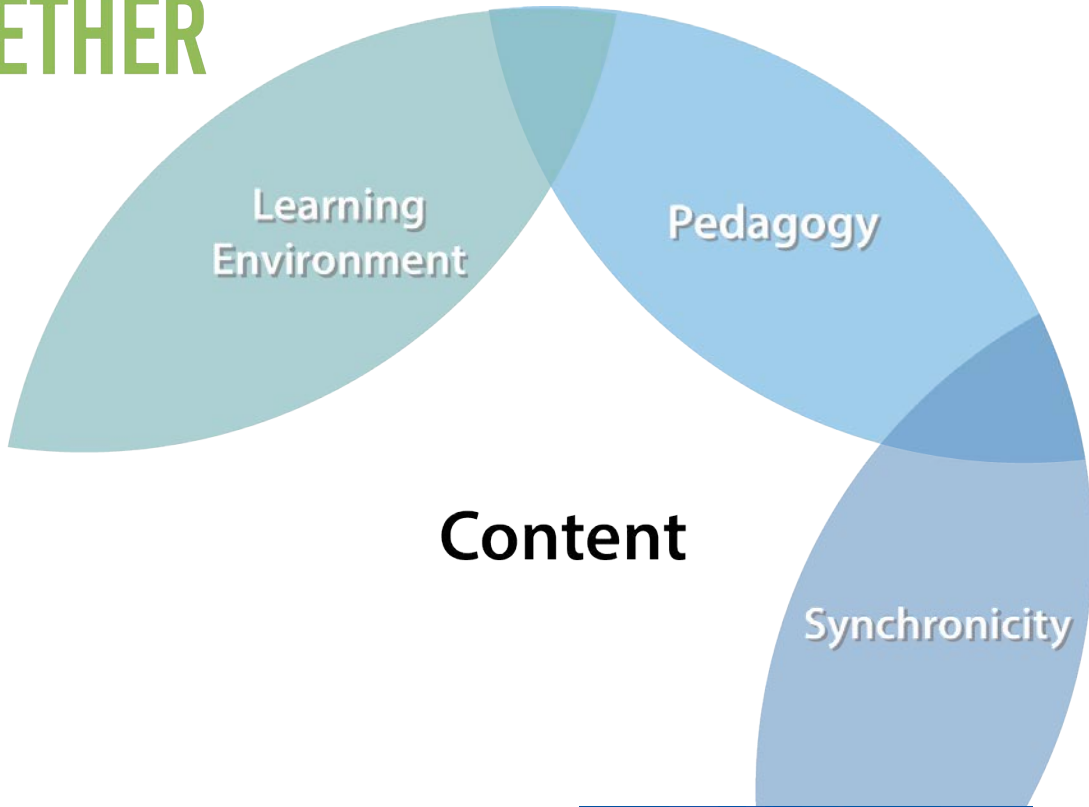 ETHER
Learning
Environment
Pedagogy
Content
Synchronicity